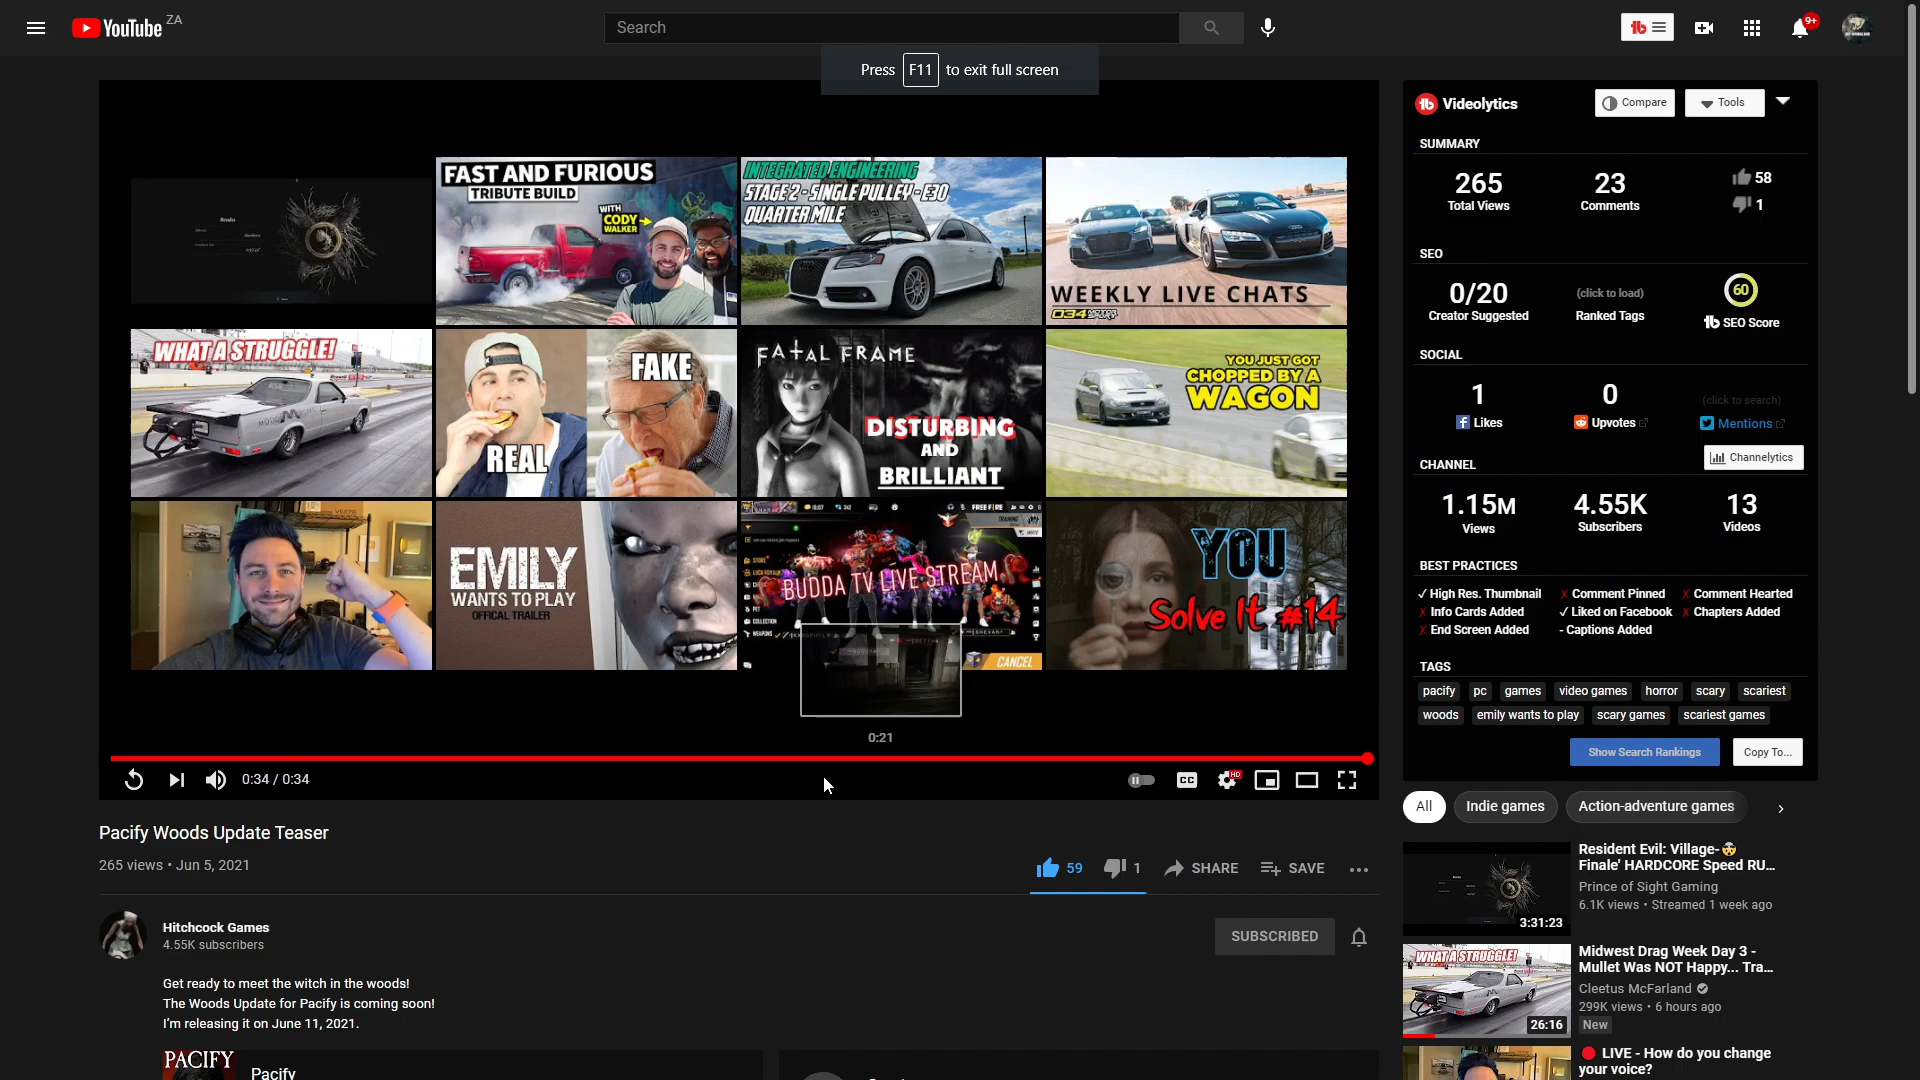 YouTube ZA
Search
9+
Press F11 to exit full screen
FAST AND FURIOUS
TRIBUTE BUILD
WITH
CODY
WALKER
INTEGRATED ENGINEERING
STAGE 2 - SINGLE PULLEY - E30
QUARTER MILE
WEEKLY LIVE CHATS
034 MOTORSPORT
WHAT A STRUGGLE!
REAL
FAKE
FATAL FRAME
DISTURBING
AND
BRILLIANT
YOU JUST GOT
CHOPPED BY A
WAGON
EMILY
WANTS TO PLAY
OFFICAL TRAILER
FREE FIRE
TRAINING
BUDDA TV LIVE STREAM
COLLECTION
WEAPONS
CANCEL
YOU
Solve It #14
0:21
0:34 / 0:34
CC
HD
Pacify Woods Update Teaser
265 views • Jun 5, 2021
59
1
SHARE
SAVE
Hitchcock Games
4.55K subscribers
SUBSCRIBED
Get ready to meet the witch in the woods!
The Woods Update for Pacify is coming soon!
I'm releasing it on June 11, 2021.
PACIFY
Pacify
Videolytics
Compare
Tools
SUMMARY
265
Total Views
23
Comments
58
1
SEO
0/20
Creator Suggested
(click to load)
Ranked Tags
60
SEO Score
SOCIAL
1
Likes
0
Upvotes
(click to search)
Mentions
CHANNEL
Channelytics
1.15M
Views
4.55K
Subscribers
13
Videos
BEST PRACTICES
✓ High Res. Thumbnail
X Comment Pinned
X Comment Hearted
X Info Cards Added
✓ Liked on Facebook
X Chapters Added
X End Screen Added
- Captions Added
TAGS
pacify
pc
games
video games
horror
scary
scariest
woods
emily wants to play
scary games
scariest games
Show Search Rankings
Copy To...
All
Indie games
Action-adventure games
Resident Evil: Village-🤯
Finale' HARDCORE Speed RU...
Prince of Sight Gaming
6.1K views • Streamed 1 week ago
3:31:23
WHAT A STRUGGLE!
Midwest Drag Week Day 3 -
Mullet Was NOT Happy... Tra...
Cleetus McFarland
299K views • 6 hours ago
New
26:16
🔴 LIVE - How do you change
your voice?